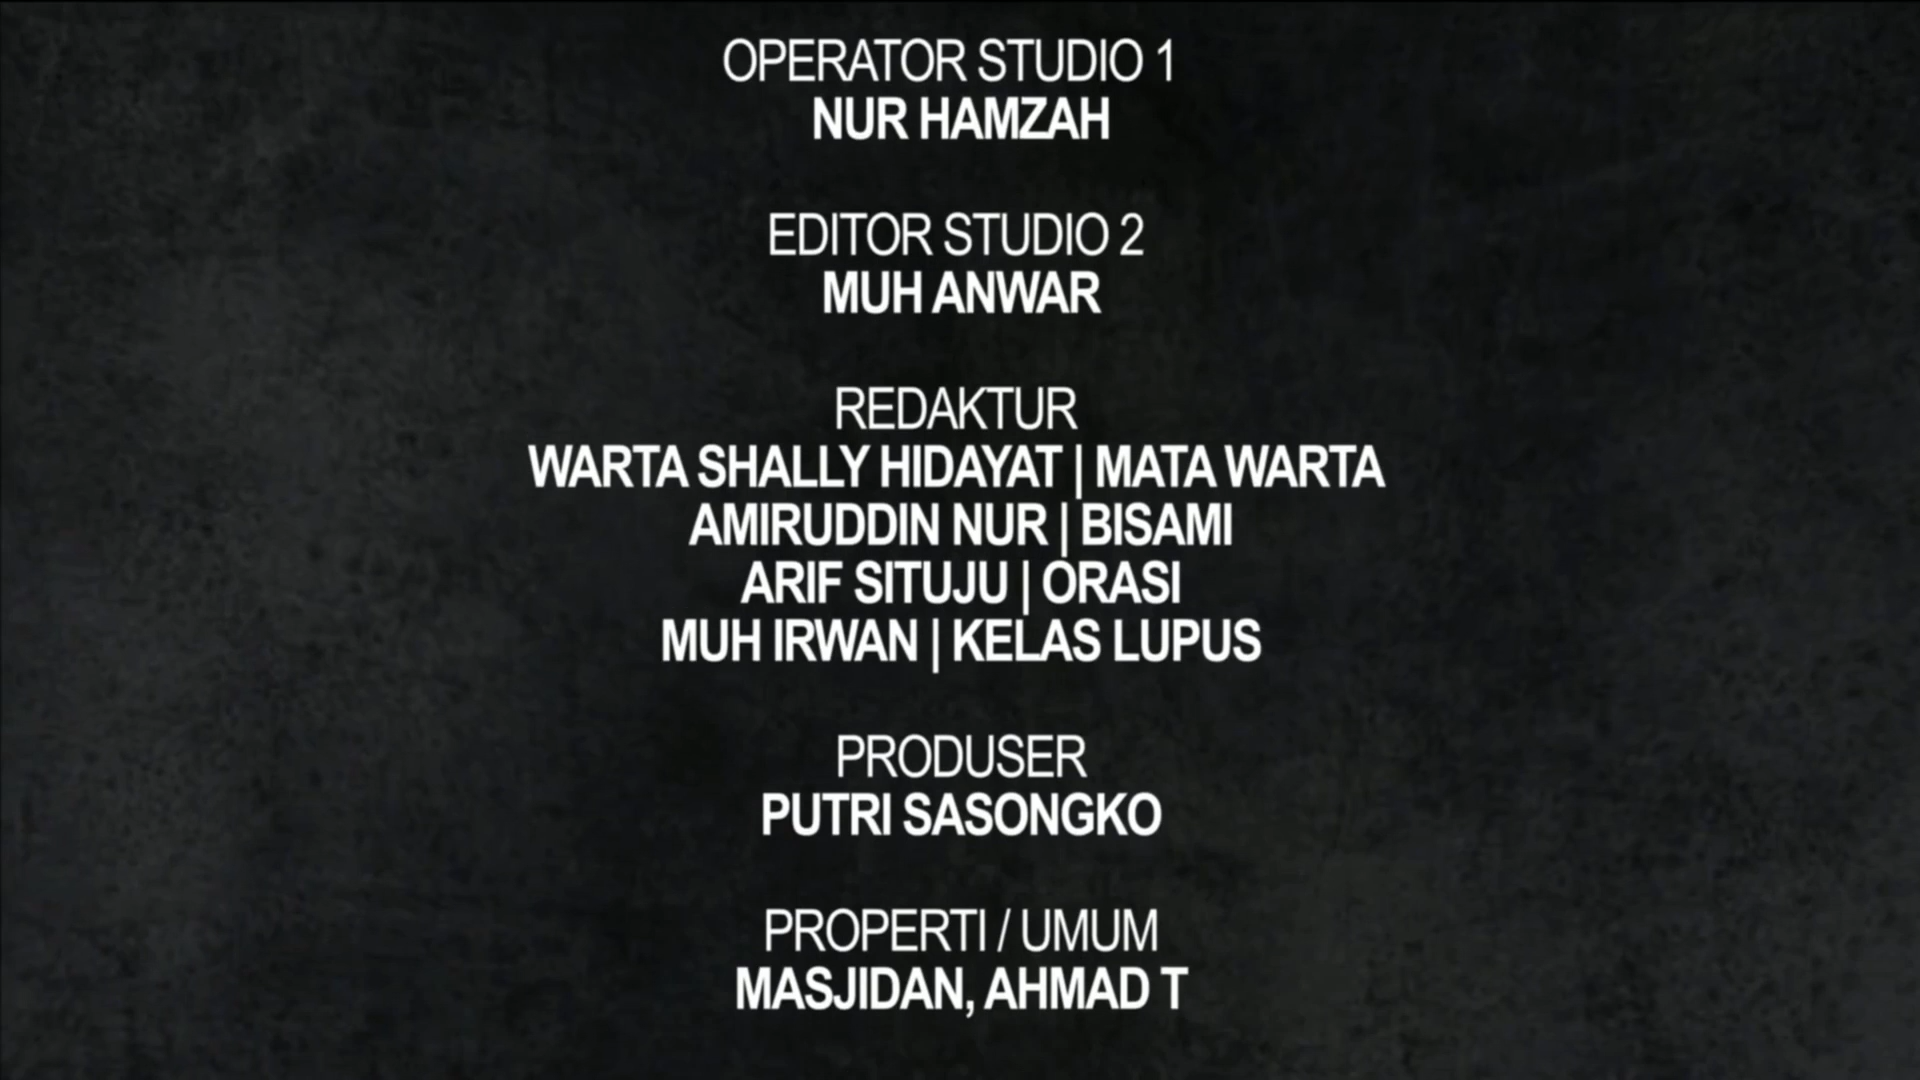 OPERATOR STUDIO 1
NUR HAMZAH
EDITOR STUDIO 2
MUH ANWAR
REDAKTUR
WARTA SHALLY HIDAYAT | MATA WARTA
AMIRUDDIN NUR | BISAMI
ARIF SITUJU | ORASI
MUH IRWAN | KELAS LUPUS
PRODUSER
PUTRI SASONGKO
PROPERTI / UMUM
MASJIDAN, AHMAD T